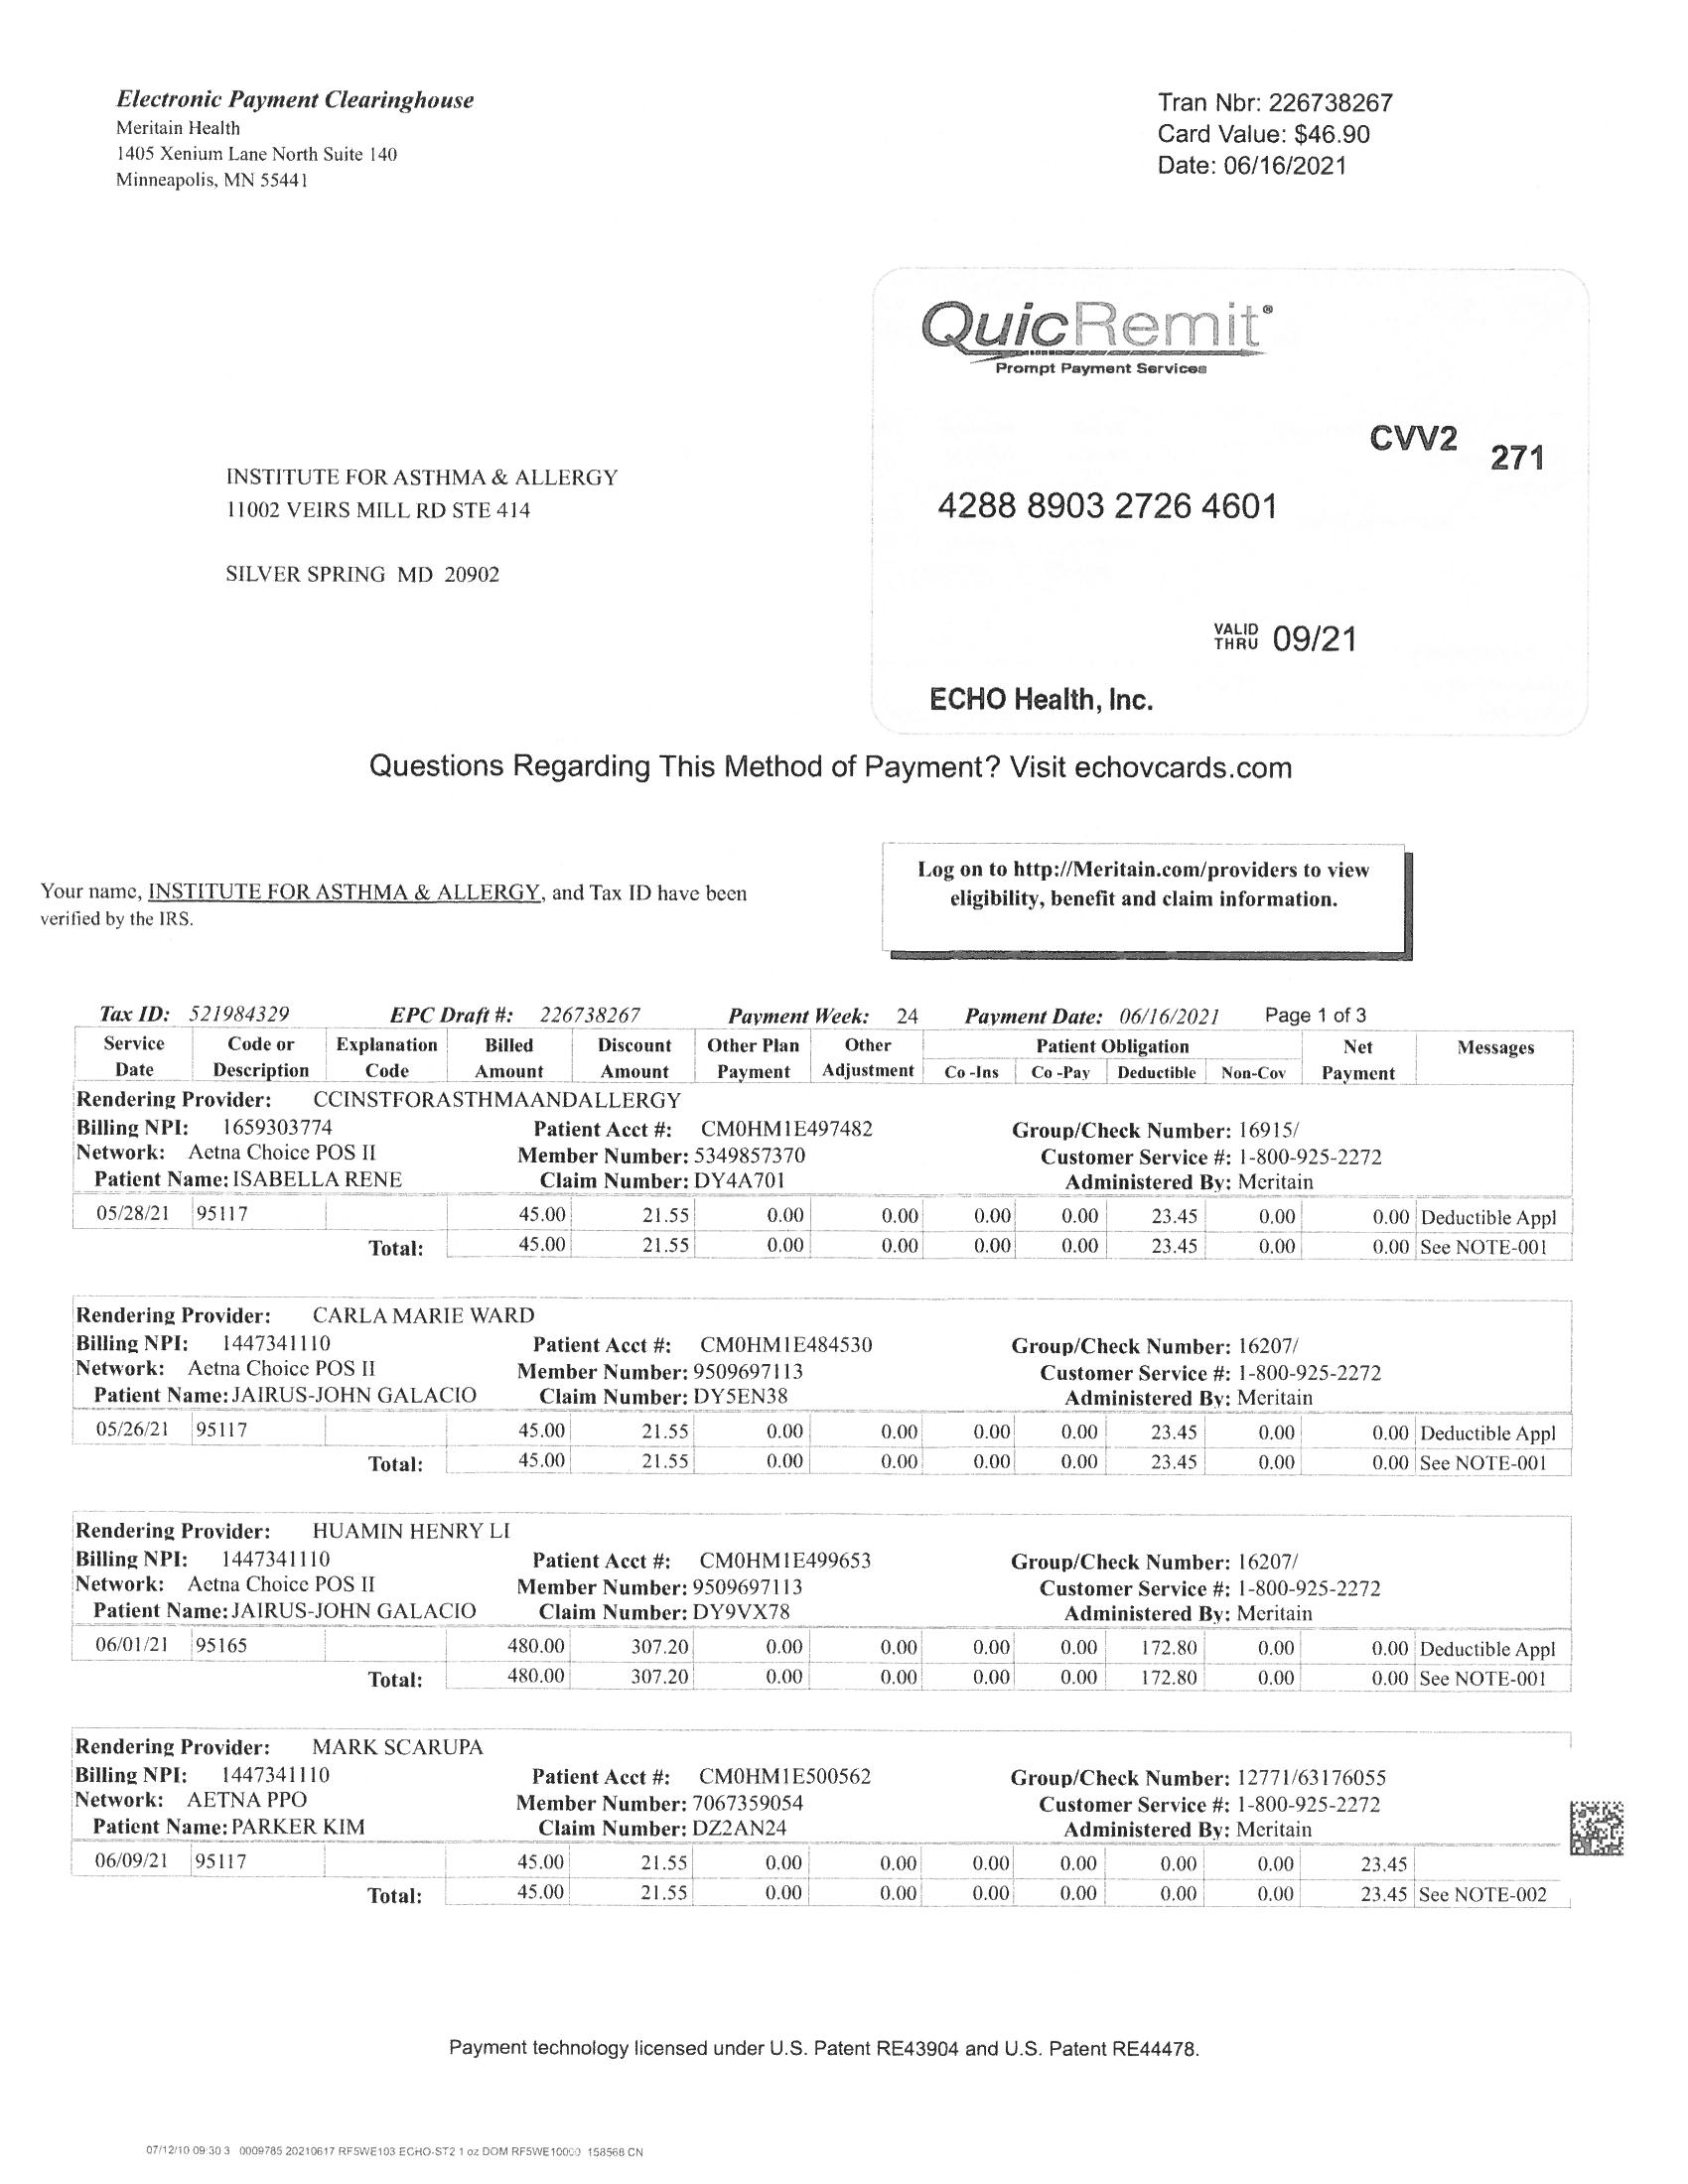 Electronic Payment Clearinghouse
Meritain Health
1405 Xenium Lane North Suite 140
Minneapolis, MN 55441
Tran Nbr: 226738267
Card Value: $46.90
Date: 06/16/2021
QuicRemit®
Prompt Payment Services
CVV2 271
4288 8903 2726 4601
VALID THRU 09/21
ECHO Health, Inc.
INSTITUTE FOR ASTHMA & ALLERGY
11002 VEIRS MILL RD STE 414
SILVER SPRING MD 20902
Questions Regarding This Method of Payment? Visit echovcards.com
Your name, INSTITUTE FOR ASTHMA & ALLERGY, and Tax ID have been
verified by the IRS.
Log on to http://Meritain.com/providers to view
eligibility, benefit and claim information.
Tax ID: 521984329 EPC Draft #: 226738267 Payment Week: 24 Payment Date: 06/16/2021 Page 1 of 3
Service Date Code or Description Explanation Code Billed Amount Discount Amount Other Plan Payment Other Adjustment Patient Obligation Co-Ins Co-Pay Deductible Non-Cov Net Payment Messages
Rendering Provider: CCINSTFORASTHMAANDALLERGY
Billing NPI: 1659303774 Patient Acct #: CM0HM1E497482 Group/Check Number: 16915/
Network: Aetna Choice POS II Member Number: 5349857370 Customer Service #: 1-800-925-2272
Patient Name: ISABELLA RENE Claim Number: DY4A701 Administered By: Meritain
05/28/21 95117 45.00 21.55 0.00 0.00 0.00 0.00 23.45 0.00 0.00 Deductible Appl
Total: 45.00 21.55 0.00 0.00 0.00 0.00 23.45 0.00 0.00 See NOTE-001
Rendering Provider: CARLA MARIE WARD
Billing NPI: 1447341110 Patient Acct #: CM0HM1E484530 Group/Check Number: 16207/
Network: Aetna Choice POS II Member Number: 9509697113 Customer Service #: 1-800-925-2272
Patient Name: JAIRUS-JOHN GALACIO Claim Number: DY5EN38 Administered By: Meritain
05/26/21 95117 45.00 21.55 0.00 0.00 0.00 0.00 23.45 0.00 0.00 Deductible Appl
Total: 45.00 21.55 0.00 0.00 0.00 0.00 23.45 0.00 0.00 See NOTE-001
Rendering Provider: HUAMIN HENRY LI
Billing NPI: 1447341110 Patient Acct #: CM0HM1E499653 Group/Check Number: 16207/
Network: Aetna Choice POS II Member Number: 9509697113 Customer Service #: 1-800-925-2272
Patient Name: JAIRUS-JOHN GALACIO Claim Number: DY9VX78 Administered By: Meritain
06/01/21 95165 480.00 307.20 0.00 0.00 0.00 0.00 172.80 0.00 0.00 Deductible Appl
Total: 480.00 307.20 0.00 0.00 0.00 0.00 172.80 0.00 0.00 See NOTE-001
Rendering Provider: MARK SCARUPA
Billing NPI: 1447341110 Patient Acct #: CM0HM1E500562 Group/Check Number: 12771/63176055
Network: AETNA PPO Member Number: 7067359054 Customer Service #: 1-800-925-2272
Patient Name: PARKER KIM Claim Number: DZ2AN24 Administered By: Meritain
06/09/21 95117 45.00 21.55 0.00 0.00 0.00 0.00 0.00 0.00 23.45
Total: 45.00 21.55 0.00 0.00 0.00 0.00 0.00 0.00 23.45 See NOTE-002
Payment technology licensed under U.S. Patent RE43904 and U.S. Patent RE44478.
07/12/10 09:30 3 0009785 20210617 RF5WE103 ECHO-ST2 1 oz DOM RF5WE10000 158568 CN